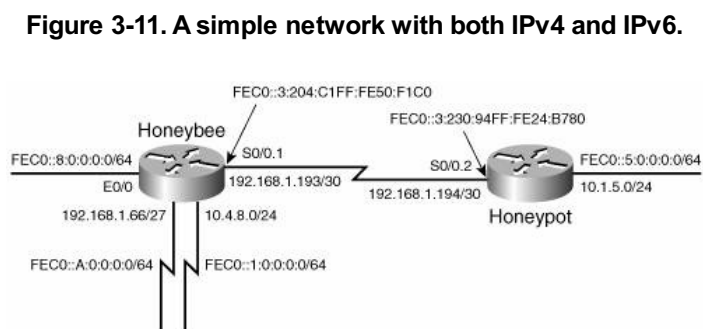 Figure 3-11. A simple network with both IPv4 and IPv6.
FEC0::3:204:C1FF:FE50:F1C0
FEC0::3:230:94FF:FE24:B780
Honeybee
FEC0::8:0:0:0:0/64
S0/0.1
S0/0.2
FEC0::5:0:0:0:0/64
E0/0
192.168.1.193/30
192.168.1.194/30
10.1.5.0/24
192.168.1.66/27
10.4.8.0/24
Honeypot
FEC0::A:0:0:0:0/64
FEC0::1:0:0:0:0/64